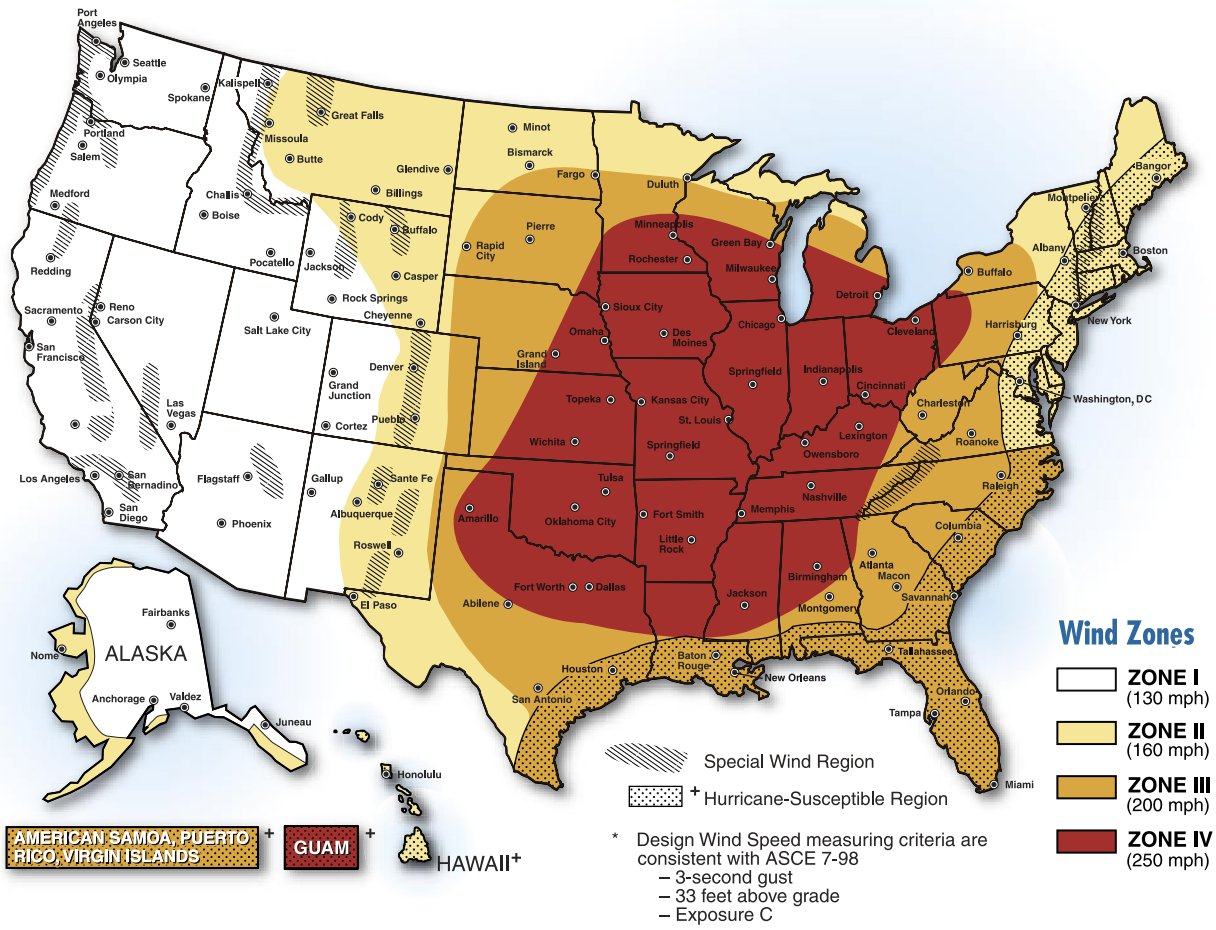 Port
Angeles
Seattle
Olympia
Spokane
Kalispell
Great Falls
Portland
Salem
Missoula
Butte
Glendive
Billings
Minot
Bismarck
Fargo
Duluth
Bangor
Montpelier
Medford
Challis
Boise
Cody
Buffalo
Pierre
Rapid
City
Minneapolis
Rochester
Green Bay
Milwaukee
Albany
Boston
Buffalo
Redding
Pocatello
Jackson
Casper
Rock Springs
Cheyenne
Sioux City
Detroit
Cleveland
Harrisburg
New York
Sacramento
Reno
Carson City
Salt Lake City
San
Francisco
Omaha
Des
Moines
Chicago
Grand
Island
Denver
Grand
Junction
Pueblo
Cortez
Las
Vegas
Topeka
Kansas City
Springfield
Indianapolis
Cincinnati
Charleston
Washington, DC
St. Louis
Lexington
Roanoke
Wichita
Springfield
Owensboro
Los Angeles
San
Bernadino
San
Diego
Flagstaff
Phoenix
Gallup
Sante Fe
Albuquerque
Roswell
El Paso
Amarillo
Tulsa
Oklahoma City
Fort Smith
Little
Rock
Nashville
Memphis
Raleigh
Columbia
Atlanta
Macon
Savannah
Birmingham
Montgomery
Fort Worth
Dallas
Abilene
Jackson
Houston
San Antonio
Baton
Rouge
New Orleans
Tallahassee
Orlando
Tampa
Miami
Fairbanks
ALASKA
Nome
Anchorage
Valdez
Juneau
Honolulu
HAWAII+
AMERICAN SAMOA, PUERTO
RICO, VIRGIN ISLANDS
+
GUAM
+
Special Wind Region
+ Hurricane-Susceptible Region
* Design Wind Speed measuring criteria are
consistent with ASCE 7-98
– 3-second gust
– 33 feet above grade
– Exposure C
Wind Zones
ZONE I
(130 mph)
ZONE II
(160 mph)
ZONE III
(200 mph)
ZONE IV
(250 mph)